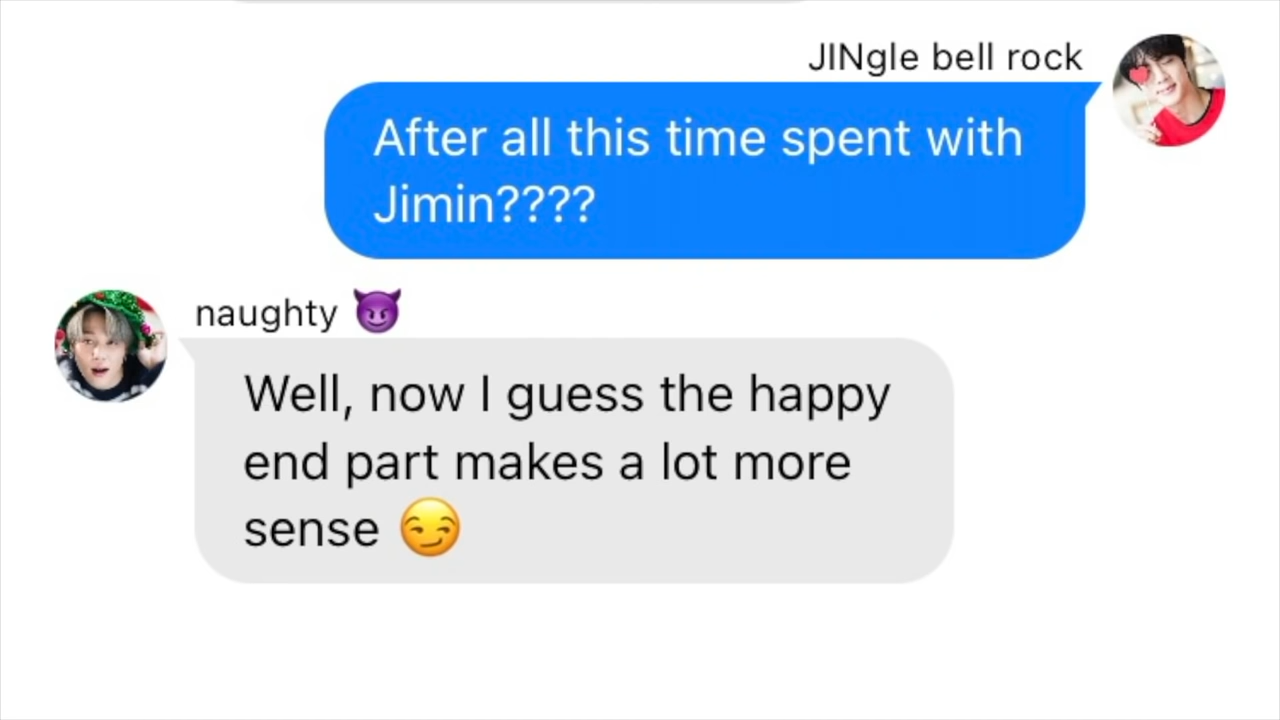 JINgle bell rock
After all this time spent with
Jimin????
naughty 😈
Well, now I guess the happy
end part makes a lot more
sense 😏